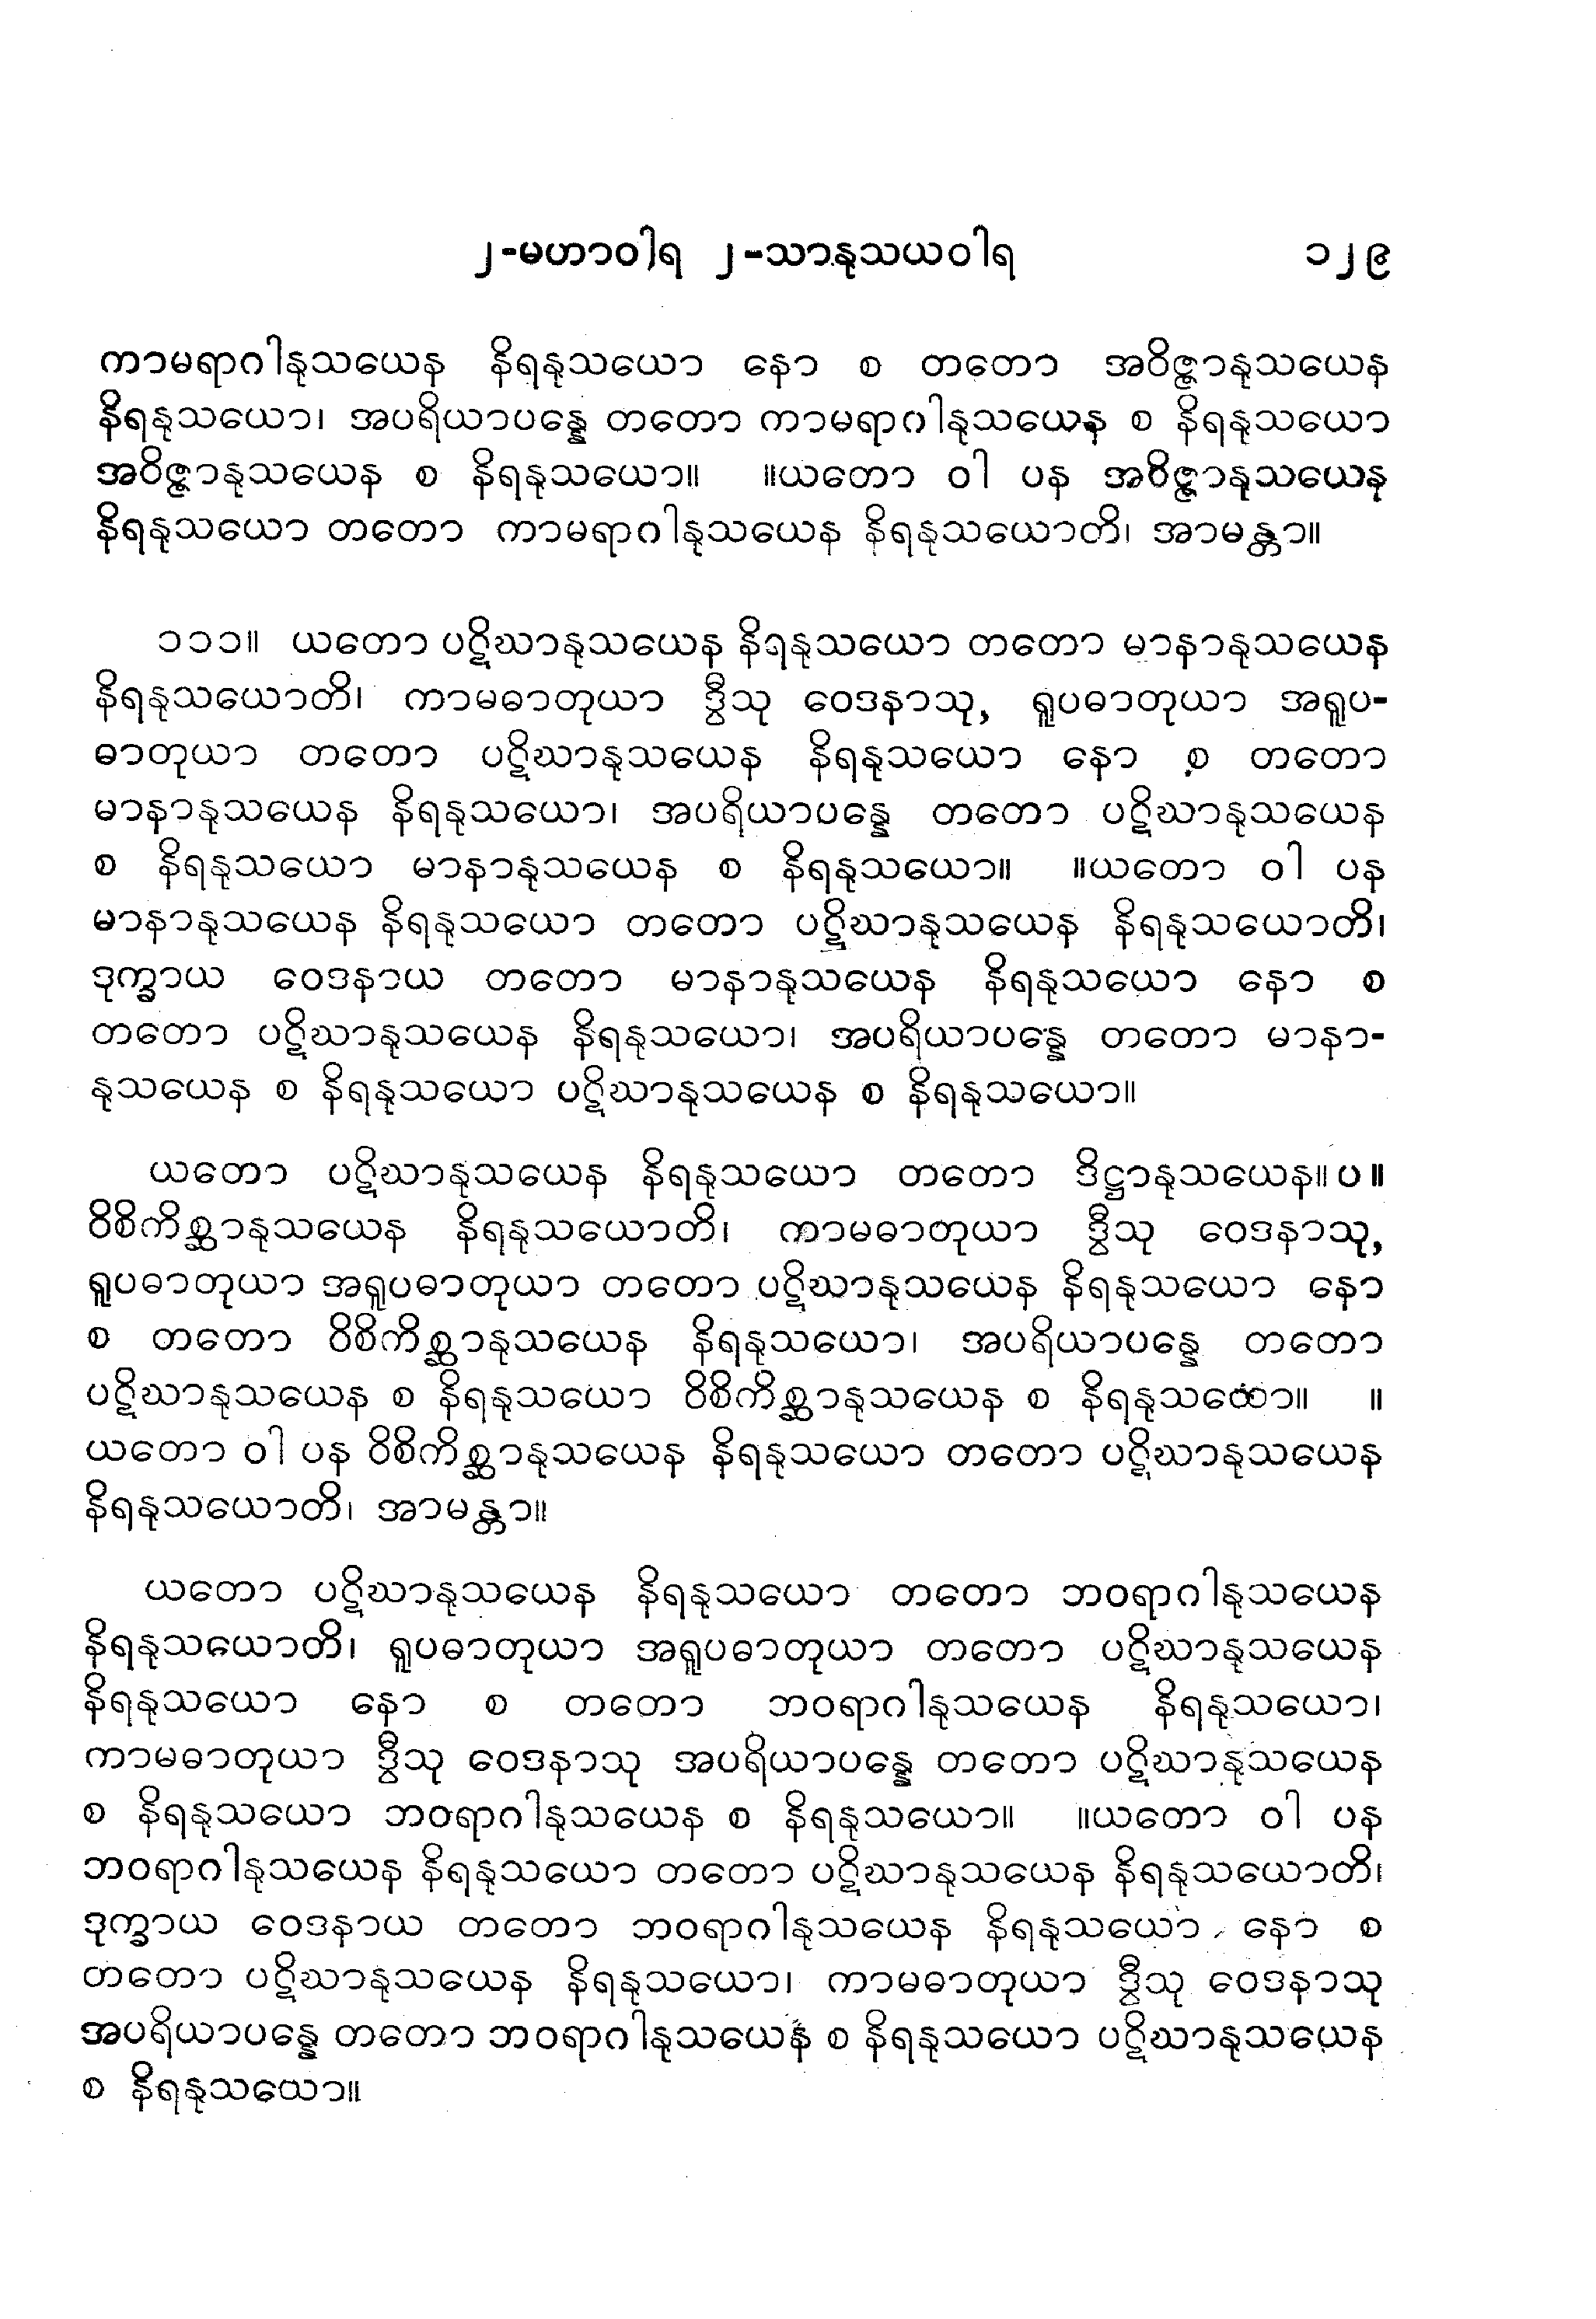 ၂-မဟာဝါရ ၂-သာနုသယဝါရ ၁၂၉
ကာမရာဂါနုသယေန နိရနုသယော နော စ တတော အဝိဇ္ဇာနုသယေန
နိရနုသယော၊ အပရိယာပန္နေ တတော ကာမရာဂါနုသယေန စ နိရနုသယော
အဝိဇ္ဇာနုသယေန စ နိရနုသယော။ ။ယတော ဝါ ပန အဝိဇ္ဇာနုသယေန
နိရနုသယော တတော ကာမရာဂါနုသယေန နိရနုသယောတိ၊ အာမန္တာ။
၁၁၁။ ယတော ပဋိဃာနုသယေန နိရနုသယော တတော မာနာနုသယေန
နိရနုသယောတိ၊ ကာမဓာတုယာ ဒွီသု ဝေဒနာသု, ရူပဓာတုယာ အရူပ-
ဓာတုယာ တတော ပဋိဃာနုသယေန နိရနုသယော နော စ တတော
မာနာနုသယေန နိရနုသယော၊ အပရိယာပန္နေ တတော ပဋိဃာနုသယေန
စ နိရနုသယော မာနာနုသယေန စ နိရနုသယော။ ။ယတော ဝါ ပန
မာနာနုသယေန နိရနုသယော တတော ပဋိဃာနုသယေန နိရနုသယောတိ၊
ဒုက္ခာယ ဝေဒနာယ တတော မာနာနုသယေန နိရနုသယော နော စ
တတော ပဋိဃာနုသယေန နိရနုသယော၊ အပရိယာပန္နေ တတော မာနာ-
နုသယေန စ နိရနုသယော ပဋိဃာနုသယေန စ နိရနုသယော။
ယတော ပဋိဃာနုသယေန နိရနုသယော တတော ဒိဋ္ဌာနုသယေန။ပ။
ဝိစိကိစ္ဆာနုသယေန နိရနုသယောတိ၊ ကာမဓာတုယာ ဒွီသု ဝေဒနာသု,
ရူပဓာတုယာ အရူပဓာတုယာ တတော ပဋိဃာနုသယေန နိရနုသယော နော
စ တတော ဝိစိကိစ္ဆာနုသယေန နိရနုသယော၊ အပရိယာပန္နေ တတော
ပဋိဃာနုသယေန စ နိရနုသယော ဝိစိကိစ္ဆာနုသယေန စ နိရနုသယော။ ။
ယတော ဝါ ပန ဝိစိကိစ္ဆာနုသယေန နိရနုသယော တတော ပဋိဃာနုသယေန
နိရနုသယောတိ၊ အာမန္တာ။
ယတော ပဋိဃာနုသယေန နိရနုသယော တတော ဘဝရာဂါနုသယေန
နိရနုသယောတိ၊ ရူပဓာတုယာ အရူပဓာတုယာ တတော ပဋိဃာနုသယေန
နိရနုသယော နော စ တတော ဘဝရာဂါနုသယေန နိရနုသယော၊
ကာမဓာတုယာ ဒွီသု ဝေဒနာသု အပရိယာပန္နေ တတော ပဋိဃာနုသယေန
စ နိရနုသယော ဘဝရာဂါနုသယေန စ နိရနုသယော။ ။ယတော ဝါ ပန
ဘဝရာဂါနုသယေန နိရနုသယော တတော ပဋိဃာနုသယေန နိရနုသယောတိ၊
ဒုက္ခာယ ဝေဒနာယ တတော ဘဝရာဂါနုသယေန နိရနုသယော နော စ
တတော ပဋိဃာနုသယေန နိရနုသယော၊ ကာမဓာတုယာ ဒွီသု ဝေဒနာသု
အပရိယာပန္နေ တတော ဘဝရာဂါနုသယေန စ နိရနုသယော ပဋိဃာနုသယေန
စ နိရနုသယော။